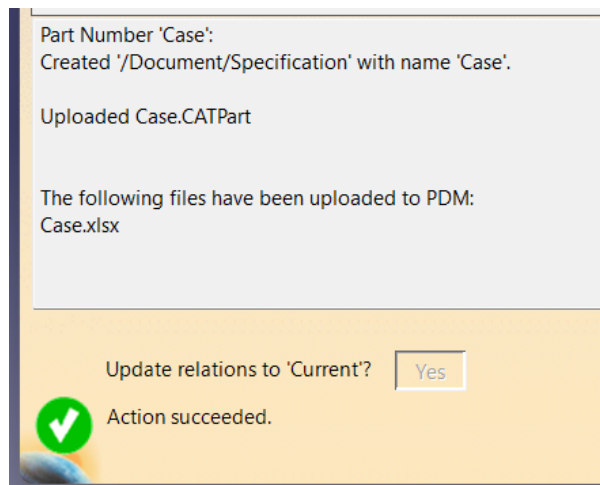 Part Number 'Case':
Created '/Document/Specification' with name 'Case'.
Uploaded Case.CATPart
The following files have been uploaded to PDM:
Case.xlsx
Update relations to 'Current'? Yes
Action succeeded.